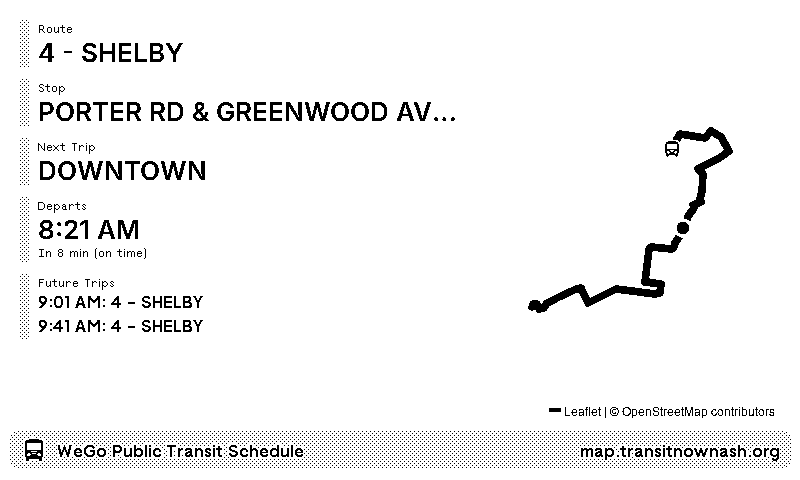 Route
4 - SHELBY
Stop
PORTER RD & GREENWOOD AV...
Next Trip
DOWNTOWN
Departs
8:21 AM
In 8 min (on time)
Future Trips
9:01 AM: 4 - SHELBY
9:41 AM: 4 - SHELBY
Leaflet | © OpenStreetMap contributors
WeGo Public Transit Schedule
map.transitnownash.org